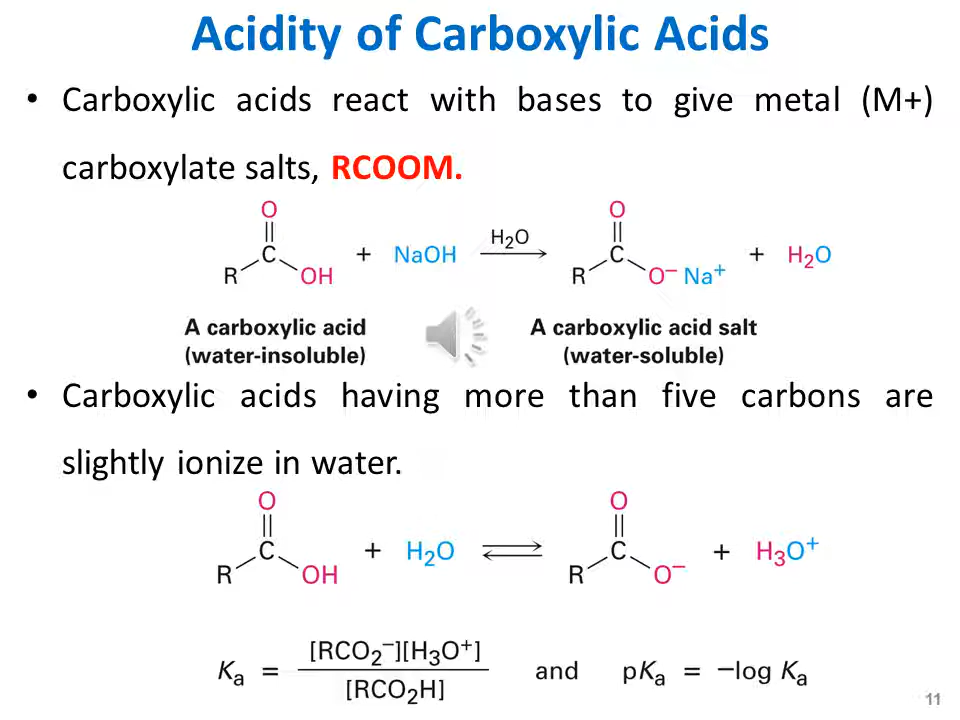 Acidity of Carboxylic Acids
• Carboxylic acids react with bases to give metal (M+)
carboxylate salts, RCOOM.
O
C
R OH + NaOH H₂O O
C
R O⁻ Na⁺ + H₂O
A carboxylic acid
(water-insoluble)
A carboxylic acid salt
(water-soluble)
• Carboxylic acids having more than five carbons are
slightly ionize in water.
O
C
R OH + H₂O ⇌ O
C
R O⁻ + H₃O⁺
Kₐ = [RCO₂⁻][H₃O⁺] / [RCO₂H] and pKₐ = −log Kₐ
11